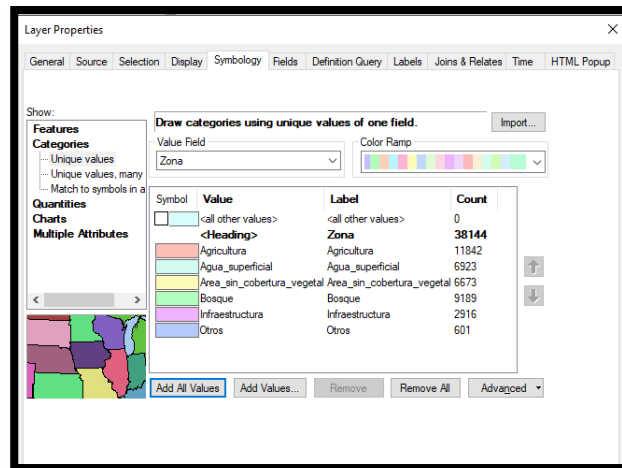 Layer Properties
General Source Selection Display Symbology Fields Definition Query Labels Joins & Relates Time HTML Popup
Show:
Features
Categories
Unique values
Unique values, many
Match to symbols in a
Quantities
Charts
Multiple Attributes
Draw categories using unique values of one field.
Import...
Value Field
Zona
Color Ramp
Symbol Value Label Count
<all other values> <all other values> 0
<Heading> Zona 38144
Agricultura Agricultura 11842
Agua_superficial Agua_superficial 6923
Area_sin_cobertura_vegetal Area_sin_cobertura_vegetal 6673
Bosque Bosque 9189
Infraestructura Infraestructura 2916
Otros Otros 601
Add All Values Add Values... Remove Remove All Advanced